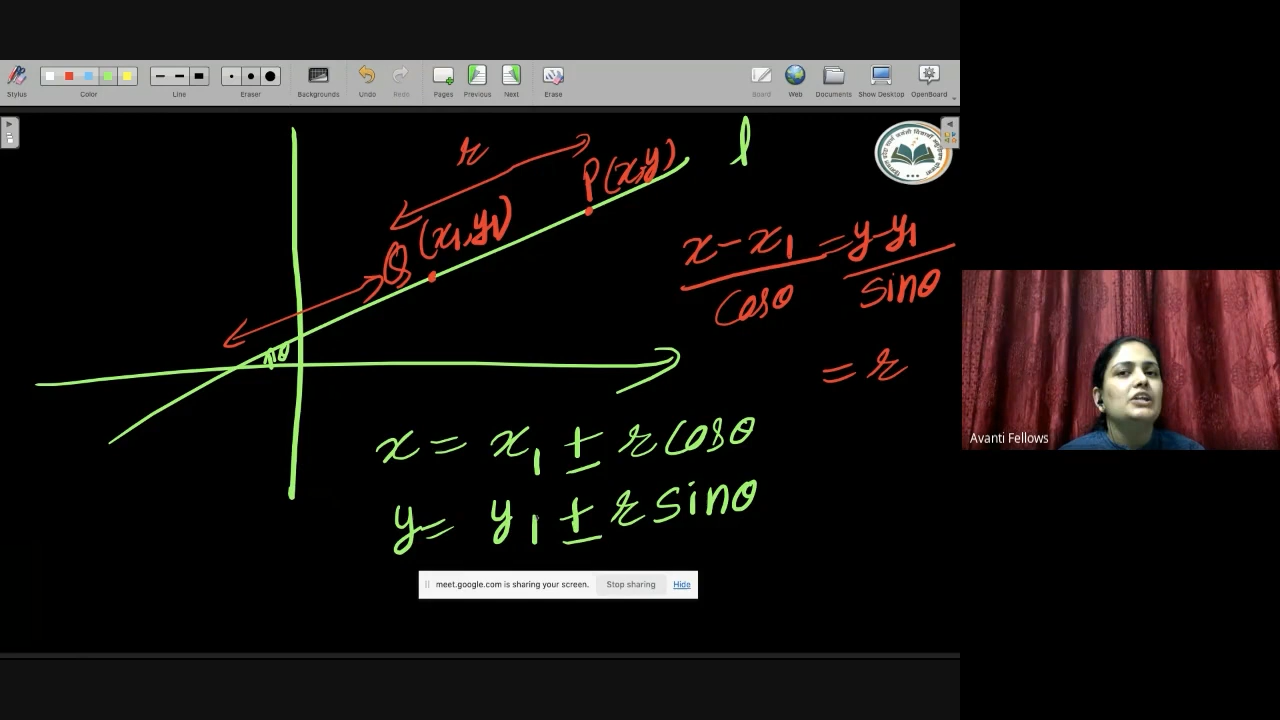 Stylus Color Line Eraser Backgrounds Undo Redo Pages Previous Next Erase Board Web Documents Show Desktop OpenBoard
r
P(x,y)
l
Q (x1,y1)
x-x1/cosθ = y-y1/sinθ
= r
θ
x = x1 ± r cosθ
y = y1 ± r sinθ
meet.google.com is sharing your screen. Stop sharing Hide
Avanti Fellows